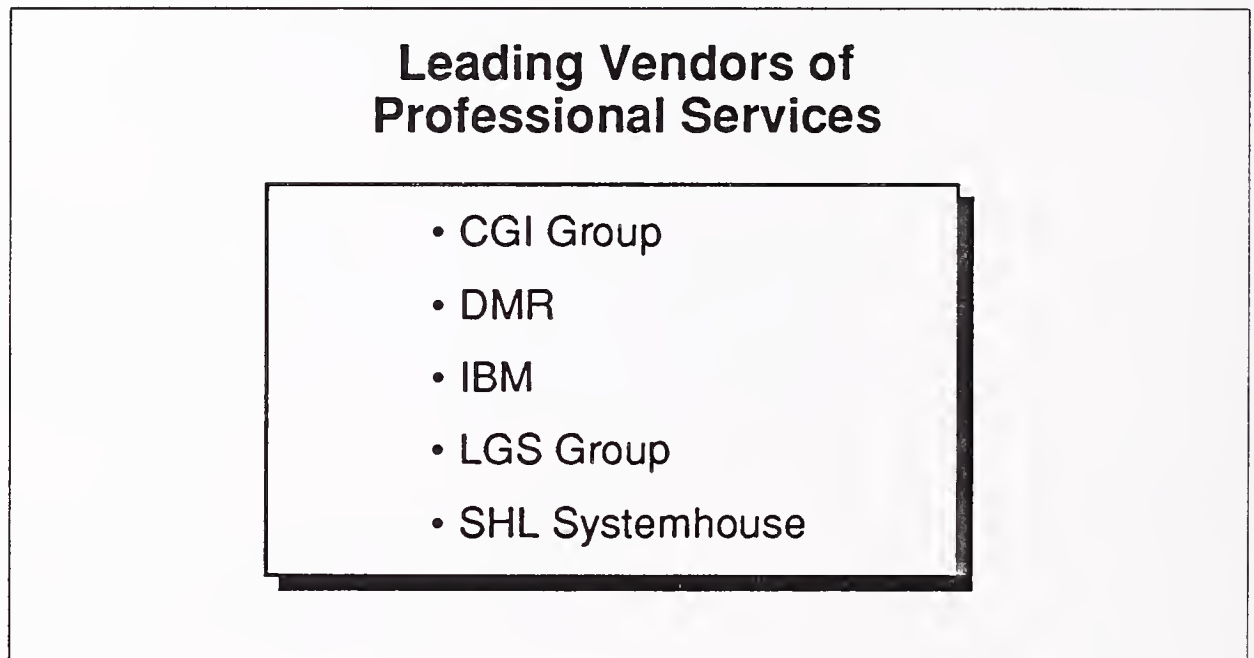 Leading Vendors of
Professional Services
• CGI Group
• DMR
• IBM
• LGS Group
• SHL Systemhouse